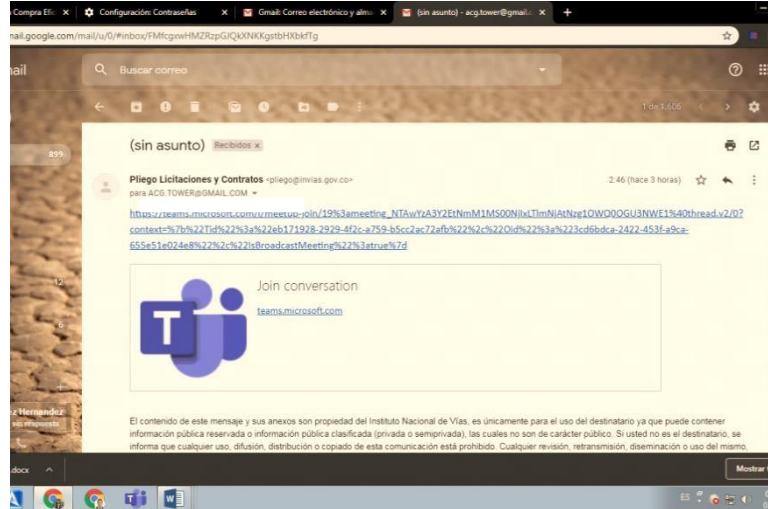 Compra Efic
Configuración: Contraseñas
Gmail: Correo electrónico y alma
(sin asunto) - acg.tower@gmail.c
mail.google.com/mail/u/0/#inbox/FMfcgxwHMZRzpGJQkXNKKgstbHXbkfTg
mail
Buscar correo
1 de 1,606
(sin asunto) Recibidos x
899
Pliego Licitaciones y Contratos <pliego@invias.gov.co>
2:46 (hace 3 horas)
para ACG.TOWER@GMAIL.COM
https://teams.microsoft.com/l/meetup-join/19%3ameeting_NTAwYzA3Y2EtNmM1MS00NjIxLTlmNjAtNzg1OWQ0OGU3NWE1%40thread.v2/0?
context=%7b%22Tid%22%3a%22eb171928-2929-4f2c-a759-b5cc2ac72afb%22%2c%22Oid%22%3a%223cd6bdca-2422-453f-a9ca-
655e51e024e8%22%2c%22IsBroadcastMeeting%22%3atrue%7d
Join conversation
teams.microsoft.com
12
6
z Hernandez
sin respuesta
El contenido de este mensaje y sus anexos son propiedad del Instituto Nacional de Vías, es únicamente para el uso del destinatario ya que puede contener
información pública reservada o información pública clasificada (privada o semiprivada), las cuales no son de carácter público. Si usted no es el destinatario, se
informa que cualquier uso, difusión, distribución o copiado de esta comunicación está prohibido. Cualquier revisión, retransmisión, diseminación o uso del mismo,
.docx
Mostrar
ES